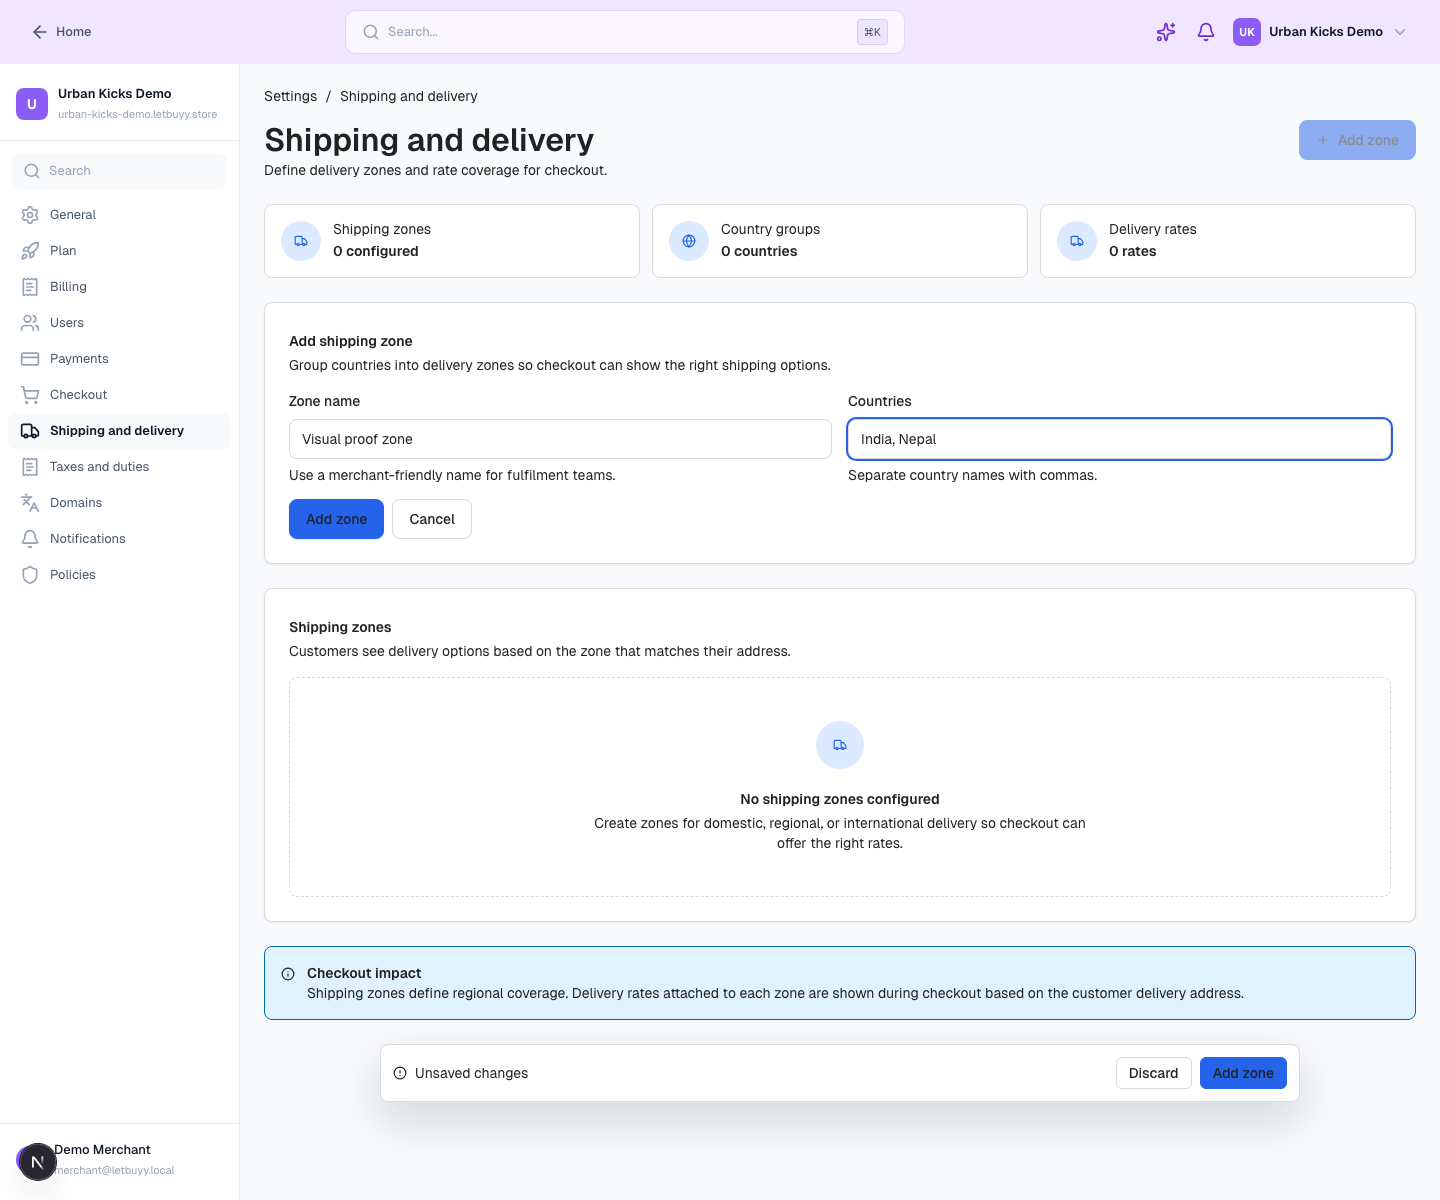 Home
Search...
⌘K
UK
Urban Kicks Demo
U
Urban Kicks Demo
urban-kicks-demo.letbuyy.store
Search
General
Plan
Billing
Users
Payments
Checkout
Shipping and delivery
Taxes and duties
Domains
Notifications
Policies
N
Demo Merchant
merchant@letbuyy.local
Settings / Shipping and delivery
Shipping and delivery
Define delivery zones and rate coverage for checkout.
+ Add zone
Shipping zones
0 configured
Country groups
0 countries
Delivery rates
0 rates
Add shipping zone
Group countries into delivery zones so checkout can show the right shipping options.
Zone name
Visual proof zone
Use a merchant-friendly name for fulfilment teams.
Countries
India, Nepal
Separate country names with commas.
Add zone
Cancel
Shipping zones
Customers see delivery options based on the zone that matches their address.
No shipping zones configured
Create zones for domestic, regional, or international delivery so checkout can
offer the right rates.
Checkout impact
Shipping zones define regional coverage. Delivery rates attached to each zone are shown during checkout based on the customer delivery address.
Unsaved changes
Discard
Add zone